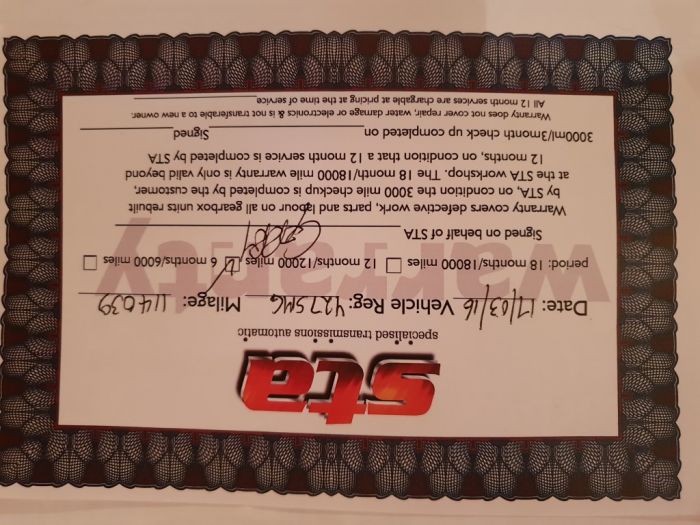 sta
specialised transmissions automatic
Date: 17/03/16 Vehicle Reg: Y27SMG Milage: 114039
warranty
period: 18 months/18000 miles 12 months/12000 miles 6 months/6000 miles
Signed on behalf of STA
Warranty covers defective work, parts and labour on all gearbox units rebuilt
by STA, on condition the 3000 mile checkup is completed by the customer,
at the STA workshop. The 18 month/18000 mile warranty is only valid beyond
12 months, on condition that a 12 month service is completed by STA
3000ml/3month check up completed on Signed
Warranty does not cover repair, water damage or electronics & is not transferable to a new owner.
All 12 month services are chargable at pricing at the time of service